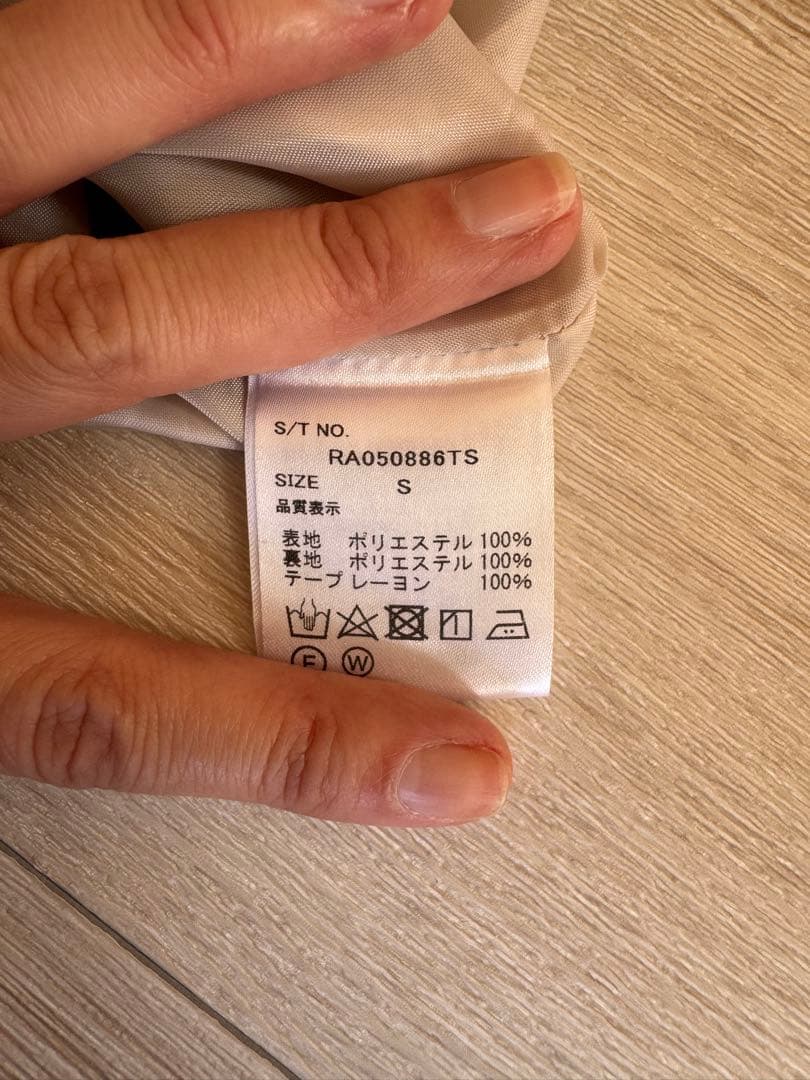 S/T NO.
RA050886TS
SIZE S
品質表示
表地 ポリエステル 100%
裏地 ポリエステル 100%
テープ レーヨン 100%
F W